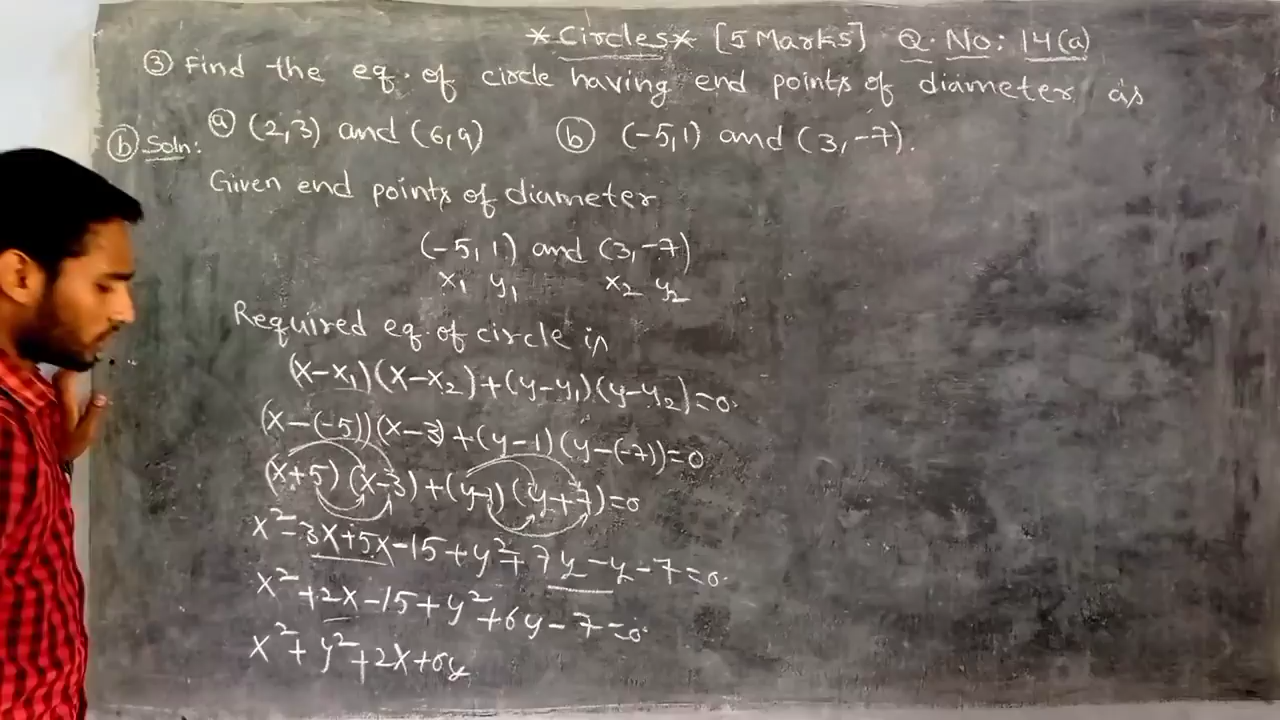 *Circles* [5 Marks] Q. No: 14(a)
③ Find the eq. of circle having end points of diameter as
ⓐ (2,3) and (6,9) ⓑ (-5,1) and (3,-7).
ⓑ Soln:
Given end points of diameter
(-5,1) and (3,-7)
x₁ y₁ x₂ y₂
Required eq. of circle is
(x-x₁)(x-x₂)+(y-y₁)(y-y₂)=0.
(x-(-5))(x-3)+(y-1)(y-(-7))=0
(x+5)(x-3)+(y-1)(y+7)=0
x²-3x+5x-15+y²+7y-y-7=0.
x²+2x-15+y²+6y-7=0.
x²+y²+2x+6y